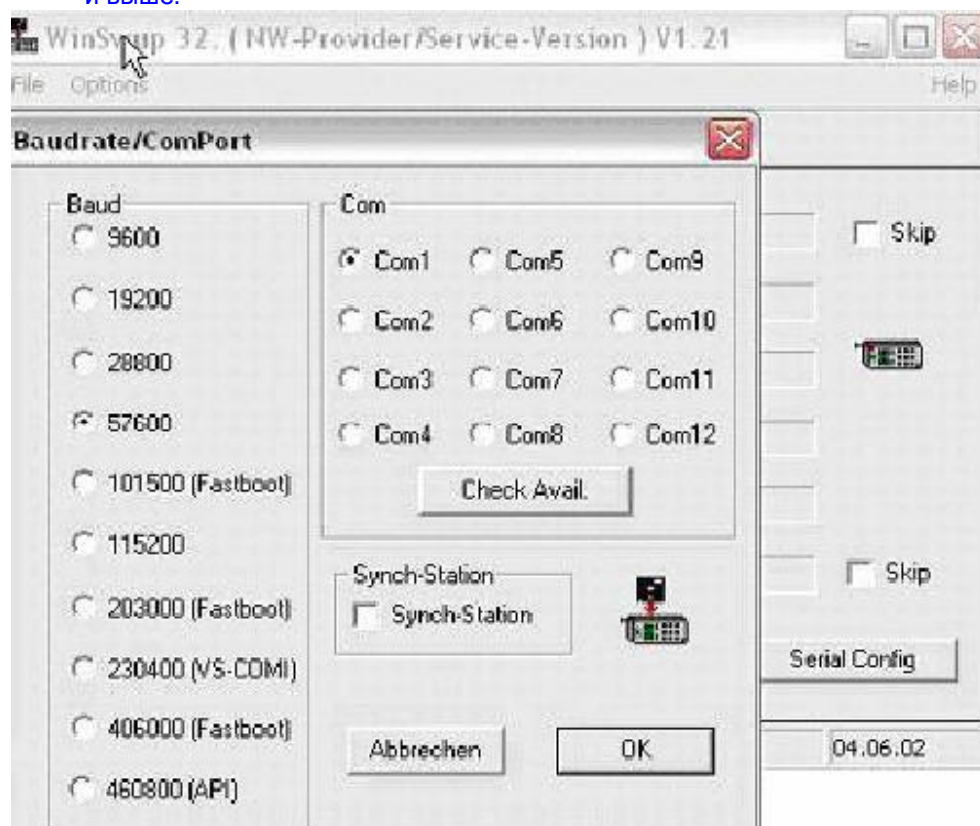 и выше.
WinSwup 32, ( NW-Provider/Service-Version ) V1.21
File Options Help
Baudrate/ComPort
Baud
9600
19200
28800
57600
101500 (Fastboot)
115200
203000 (Fastboot)
230400 (VS-COM!)
406000 (Fastboot)
460800 (API)
Com
Com1 Com5 Com9
Com2 Com6 Com10
Com3 Com7 Com11
Com4 Com8 Com12
Check Avail.
Synch-Station
Synch-Station
Abbrechen OK
Skip
Skip
Serial Config
04.06.02